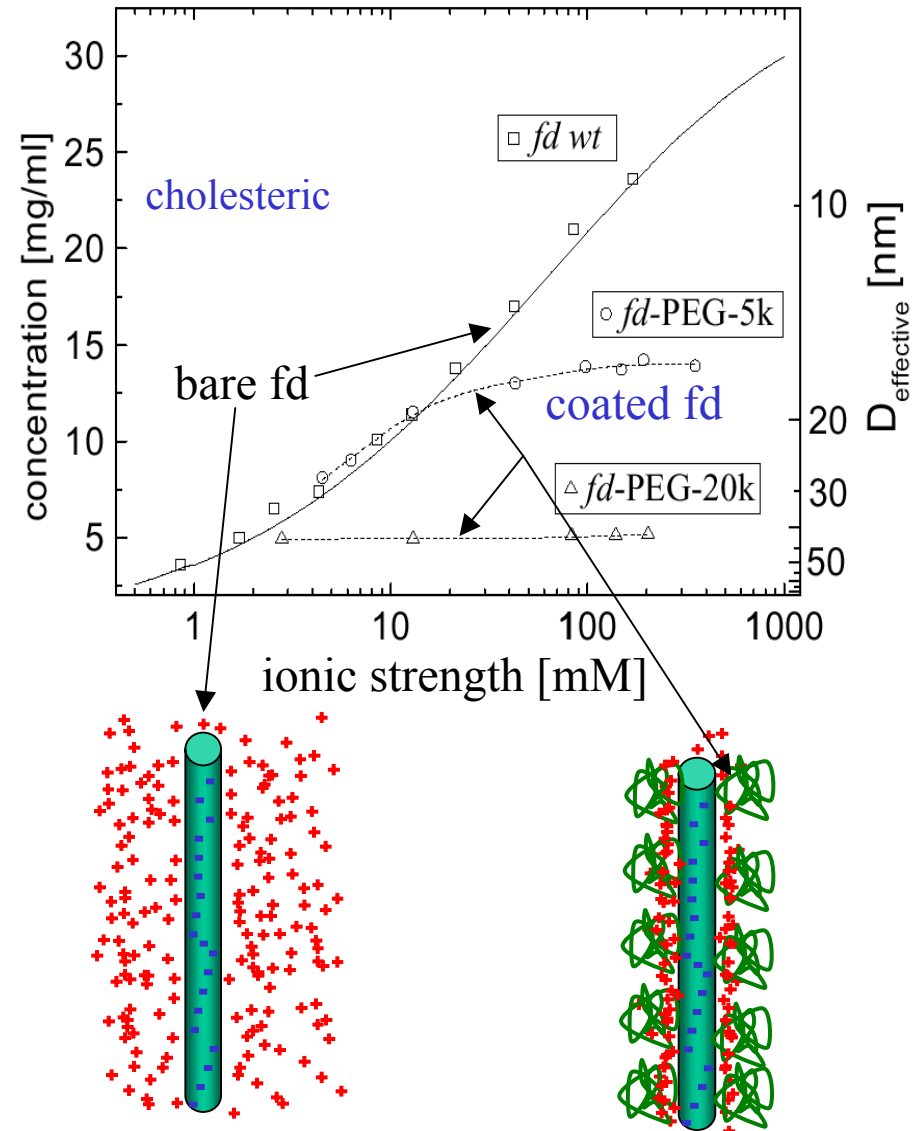 30
25
20
15
10
5
concentration [mg/ml]
□ fd wt
cholesteric
10
20
30
50
D_effective [nm]
○ fd-PEG-5k
bare fd
coated fd
△ fd-PEG-20k
1
10
100
1000
ionic strength [mM]